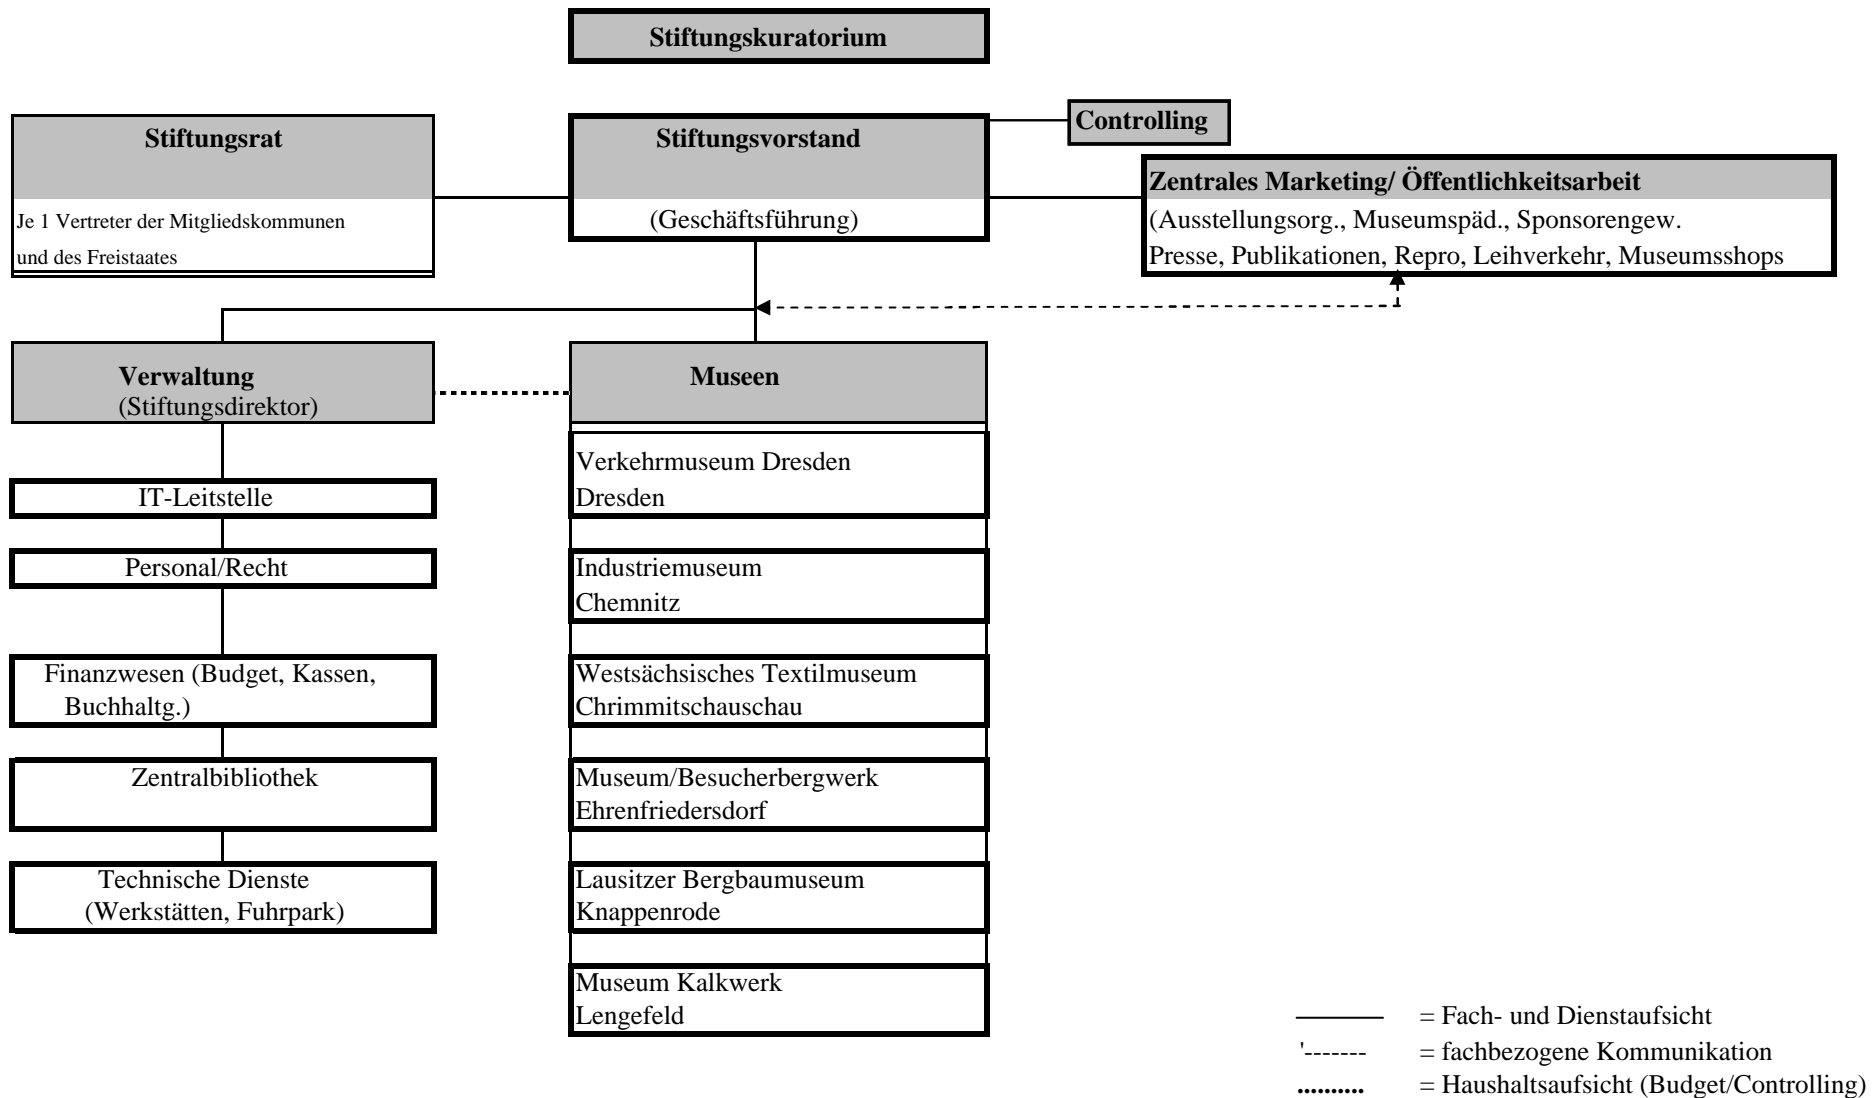 Stiftungskuratorium
Controlling
Stiftungsrat
Stiftungsvorstand
Zentrales Marketing/ Öffentlichkeitsarbeit
Je 1 Vertreter der Mitgliedskommunen
und des Freistaates
(Geschäftsführung)
(Ausstellungsorg., Museumspäd., Sponsorengew.
Presse, Publikationen, Repro, Leihverkehr, Museumsshops
Verwaltung
(Stiftungsdirektor)
IT-Leitstelle
Personal/Recht
Finanzwesen (Budget, Kassen,
Buchhaltg.)
Zentralbibliothek
Technische Dienste
(Werkstätten, Fuhrpark)
Museen
Verkehrmuseum Dresden
Dresden
Industriemuseum
Chemnitz
Westsächsisches Textilmuseum
Chrimmitschauschau
Museum/Besucherbergwerk
Ehrenfriedersdorf
Lausitzer Bergbaumuseum
Knappenrode
Museum Kalkwerk
Lengefeld
= Fach- und Dienstaufsicht
'------- = fachbezogene Kommunikation
.......... = Haushaltsaufsicht (Budget/Controlling)